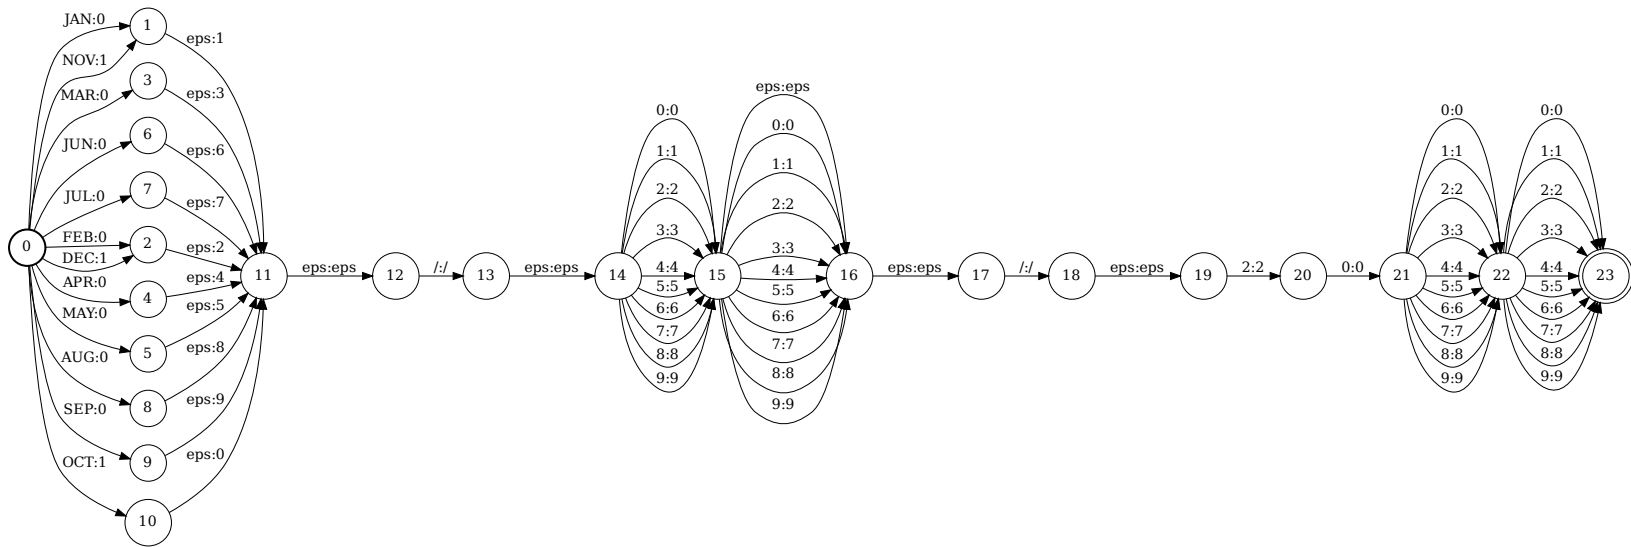 0
JAN:0
NOV:1
MAR:0
JUN:0
JUL:0
FEB:0
DEC:1
APR:0
MAY:0
AUG:0
SEP:0
OCT:1
1
3
6
7
2
4
5
8
9
10
eps:1
eps:3
eps:6
eps:7
eps:2
eps:4
eps:5
eps:8
eps:9
eps:0
11
eps:eps
12
/:/
13
eps:eps
14
0:0
1:1
2:2
3:3
4:4
5:5
6:6
7:7
8:8
9:9
15
eps:eps
0:0
1:1
2:2
3:3
4:4
5:5
6:6
7:7
8:8
9:9
16
eps:eps
17
/:/
18
eps:eps
19
2:2
20
0:0
21
0:0
1:1
2:2
3:3
4:4
5:5
6:6
7:7
8:8
9:9
22
0:0
1:1
2:2
3:3
4:4
5:5
6:6
7:7
8:8
9:9
23